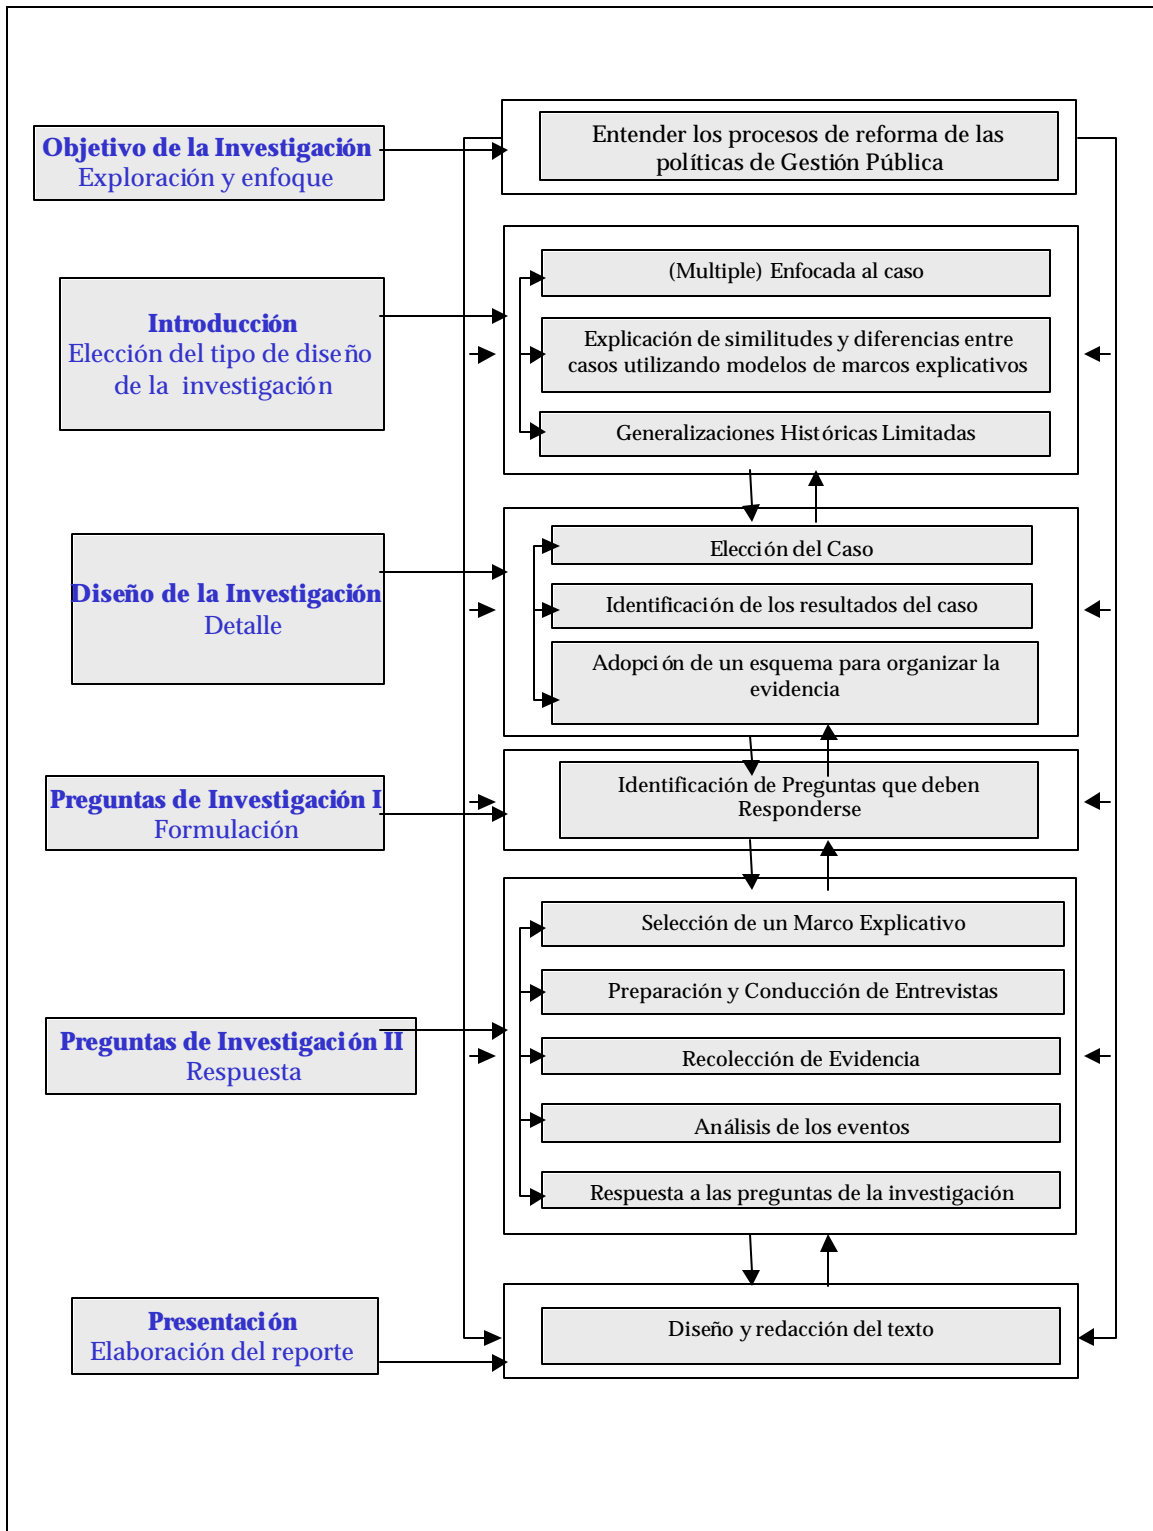 Objetivo de la Investigación
Exploración y enfoque
Entender los procesos de reforma de las
políticas de Gestión Pública
Introducción
Elección del tipo de diseño
de la investigación
(Multiple) Enfocada al caso
Explicación de similitudes y diferencias entre
casos utilizando modelos de marcos explicativos
Generalizaciones Históricas Limitadas
Diseño de la Investigación
Detalle
Elección del Caso
Identificación de los resultados del caso
Adopción de un esquema para organizar la
evidencia
Preguntas de Investigación I
Formulación
Identificación de Preguntas que deben
Responderse
Preguntas de Investigación II
Respuesta
Selección de un Marco Explicativo
Preparación y Conducción de Entrevistas
Recolección de Evidencia
Análisis de los eventos
Respuesta a las preguntas de la investigación
Presentación
Elaboración del reporte
Diseño y redacción del texto